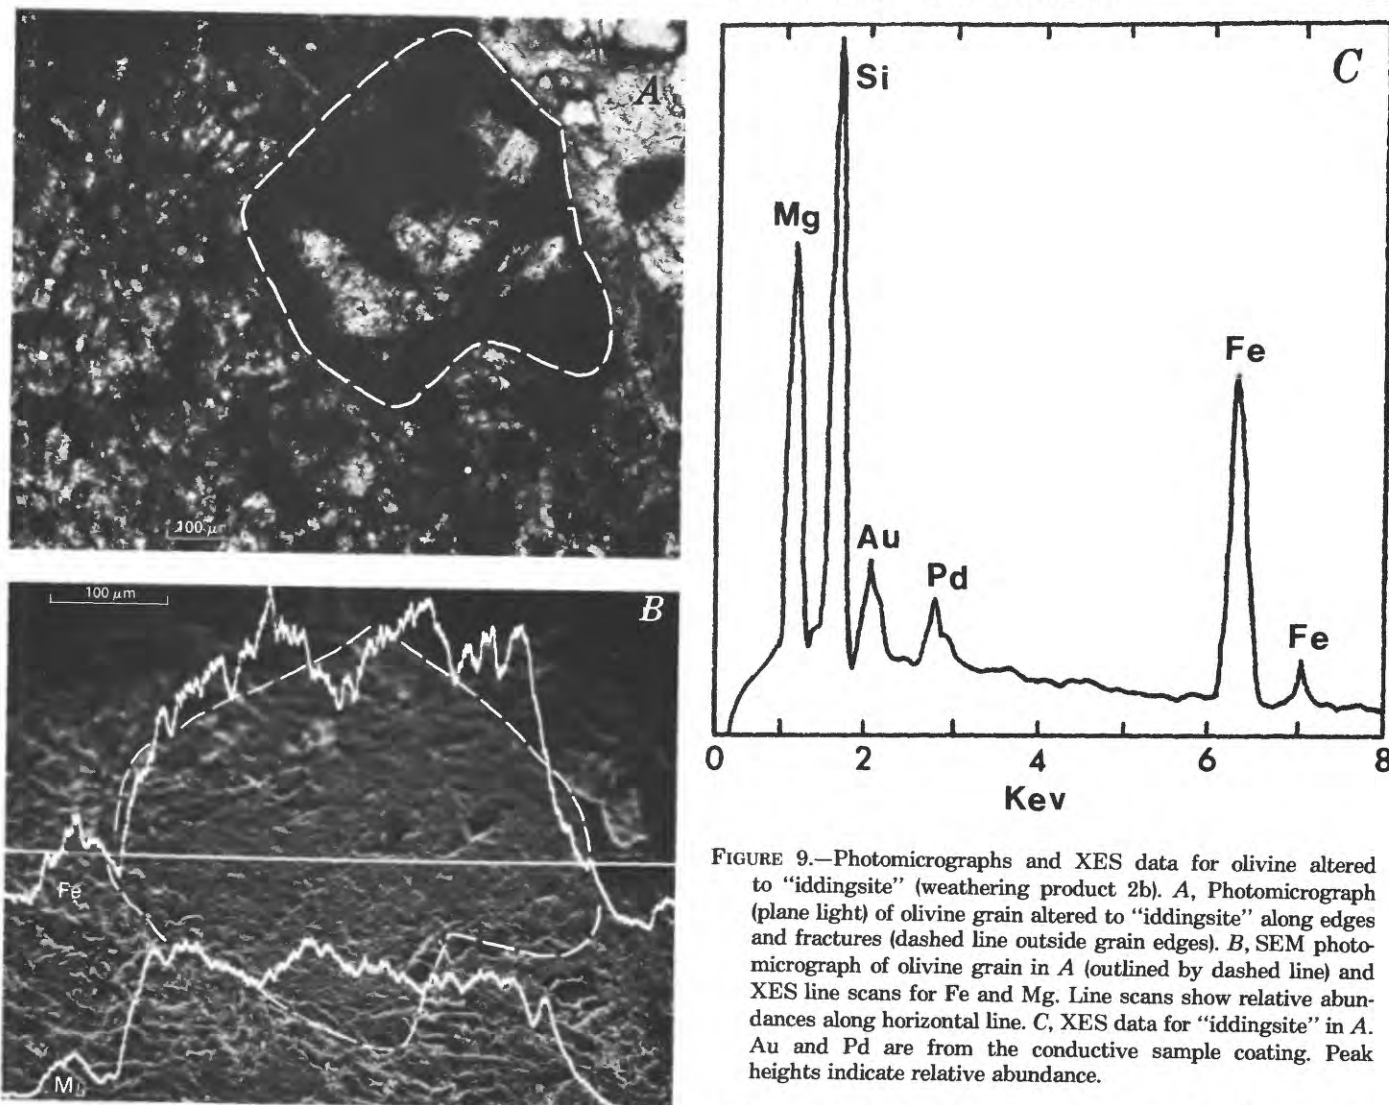 A
100 μ
100 μm
B
Fe
M
C
Si
Mg
Au
Pd
Fe
Fe
0 2 4 6 8
Kev
FIGURE 9.—Photomicrographs and XES data for olivine altered
to “iddingsite” (weathering product 2b). A, Photomicrograph
(plane light) of olivine grain altered to “iddingsite” along edges
and fractures (dashed line outside grain edges). B, SEM photo-
micrograph of olivine grain in A (outlined by dashed line) and
XES line scans for Fe and Mg. Line scans show relative abun-
dances along horizontal line. C, XES data for “iddingsite” in A.
Au and Pd are from the conductive sample coating. Peak
heights indicate relative abundance.